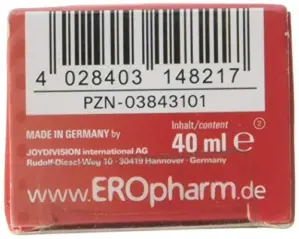 4 028403 148217
PZN-03843101
MADE IN GERMANY by
JOYDIVISION international AG
Rudolf-Diesel-Weg 10 · 30419 Hannover · Germany
Inhalt/content
2
40 ml e
www.EROpharm.de